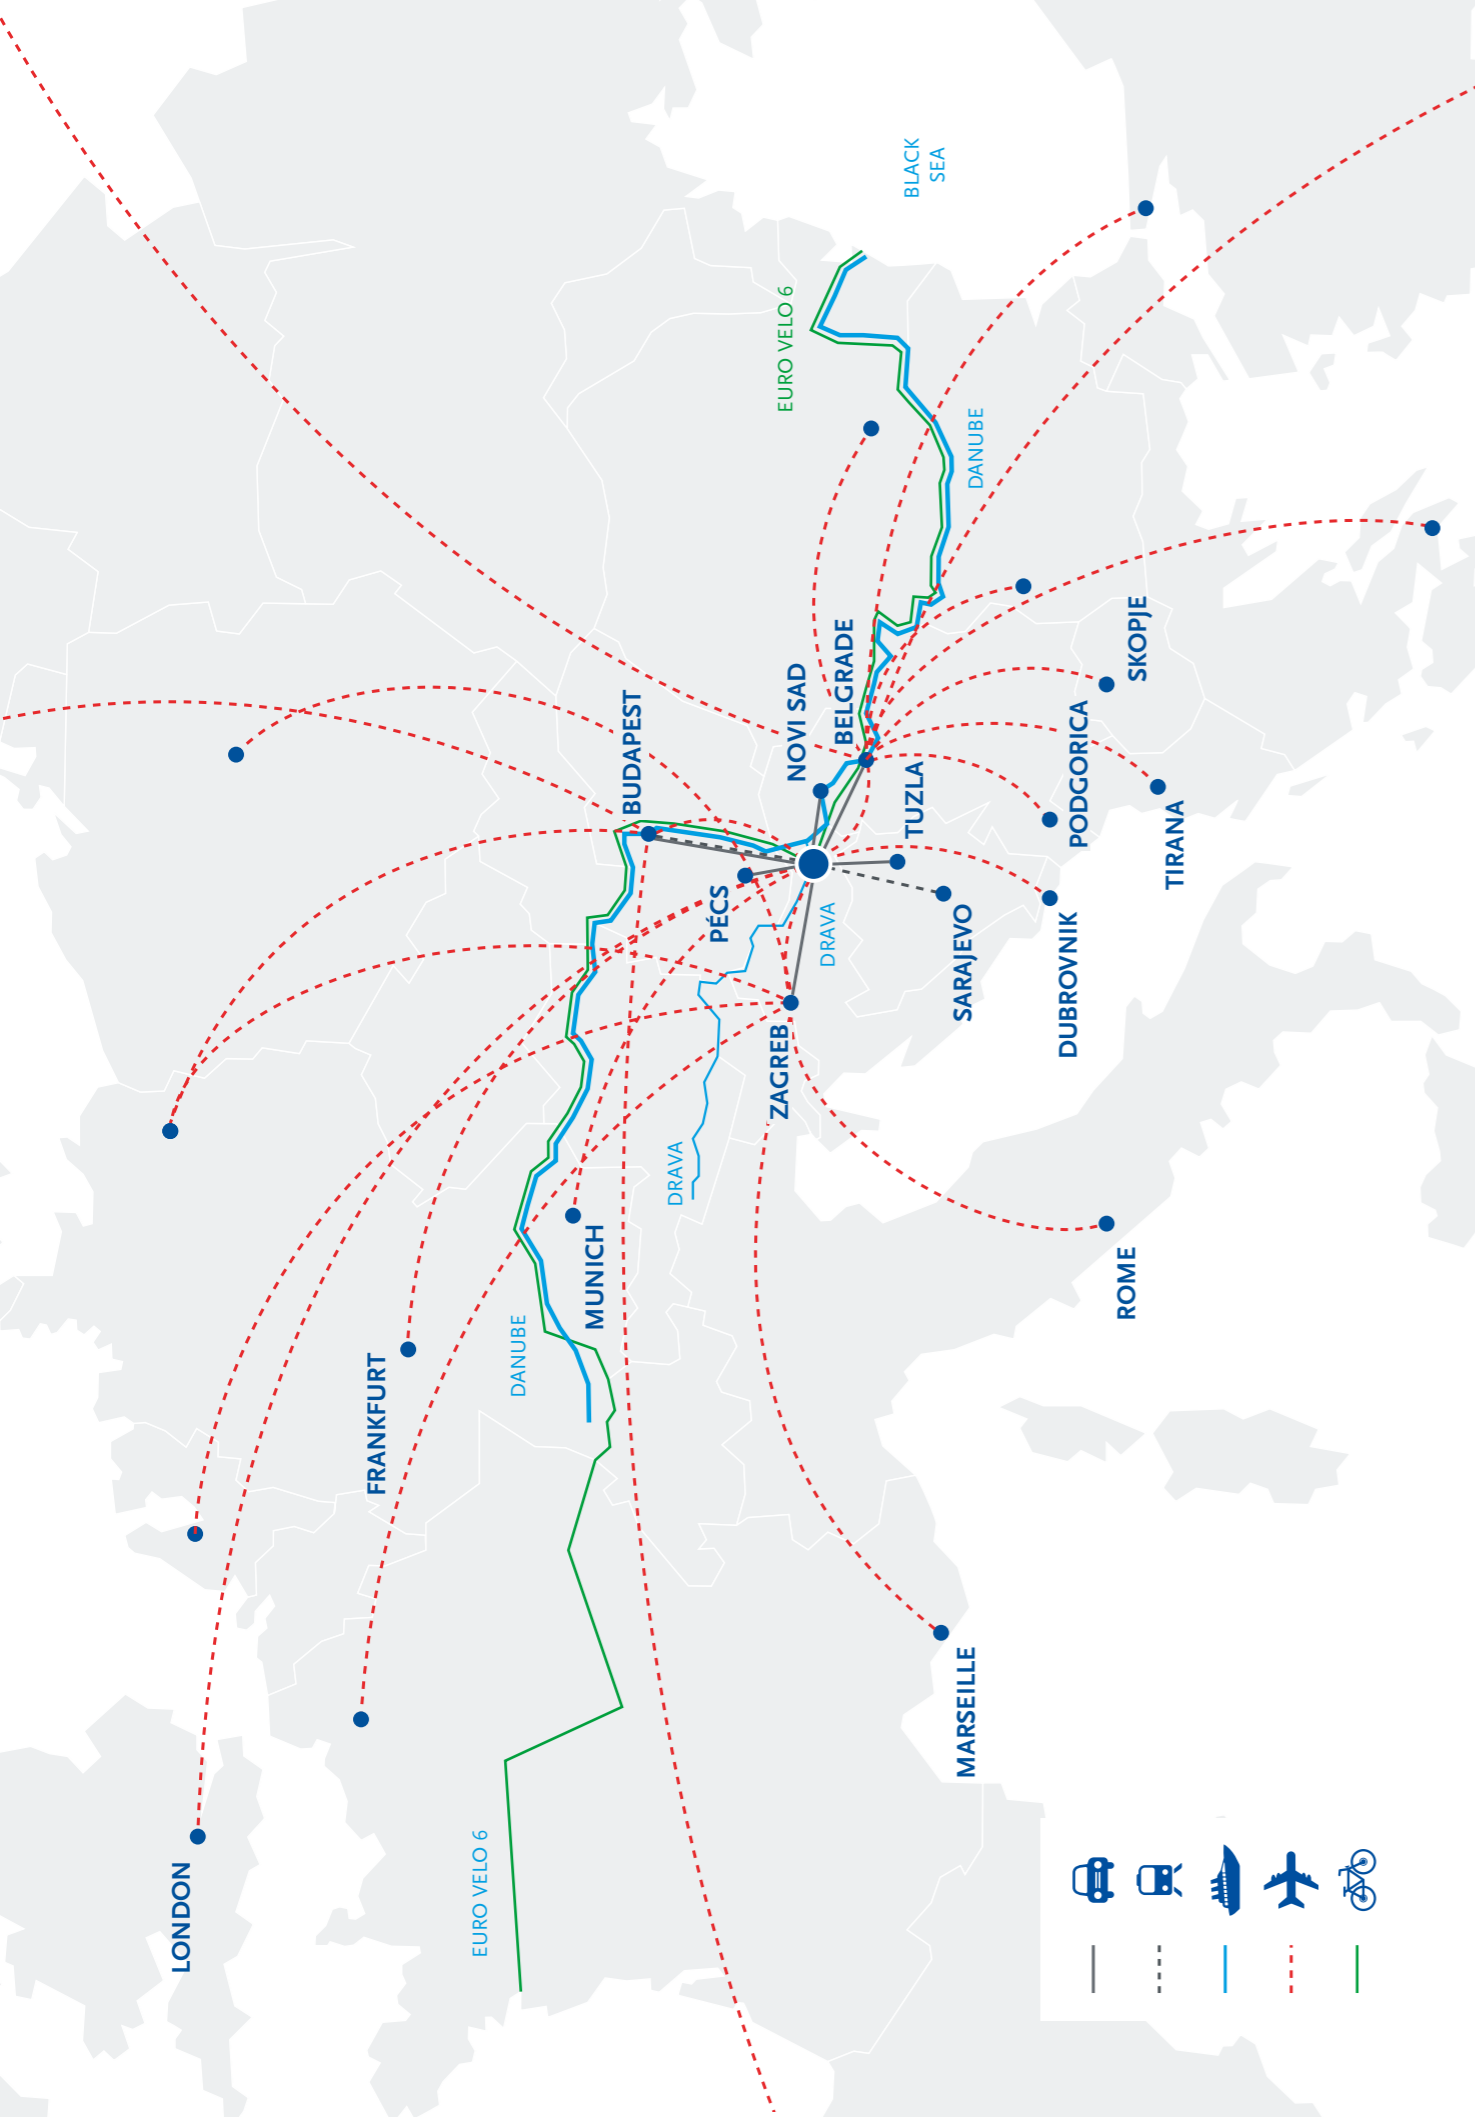 LONDON
FRANKFURT
MUNICH
BUDAPEST
EURO VELO 6
DANUBE
DRAVA
PÉCS
ZAGREB
DRAVA
NOVI SAD
BELGRADE
EURO VELO 6
BLACK
SEA
DANUBE
TUZLA
SARAJEVO
MARSEILLE
DUBROVNIK
PODGORICA
ROME
SKOPJE
TIRANA